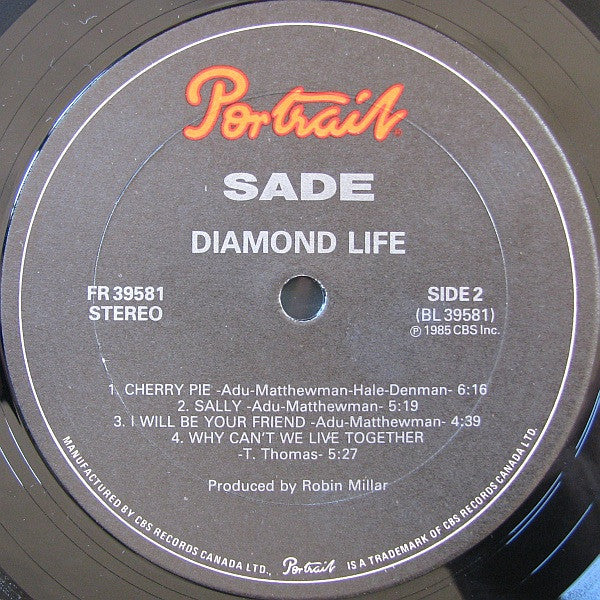 Portrait
SADE
DIAMOND LIFE
FR 39581
STEREO
SIDE 2
(BL 39581)
℗ 1985 CBS Inc.
1. CHERRY PIE -Adu-Matthewman-Hale-Denman- 6:16
2. SALLY -Adu-Matthewman- 5:19
3. I WILL BE YOUR FRIEND -Adu-Matthewman- 4:39
4. WHY CAN'T WE LIVE TOGETHER
-T. Thomas- 5:27
Produced by Robin Millar
MANUFACTURED BY CBS RECORDS CANADA LTD., Portrait IS A TRADEMARK OF CBS RECORDS CANADA LTD.